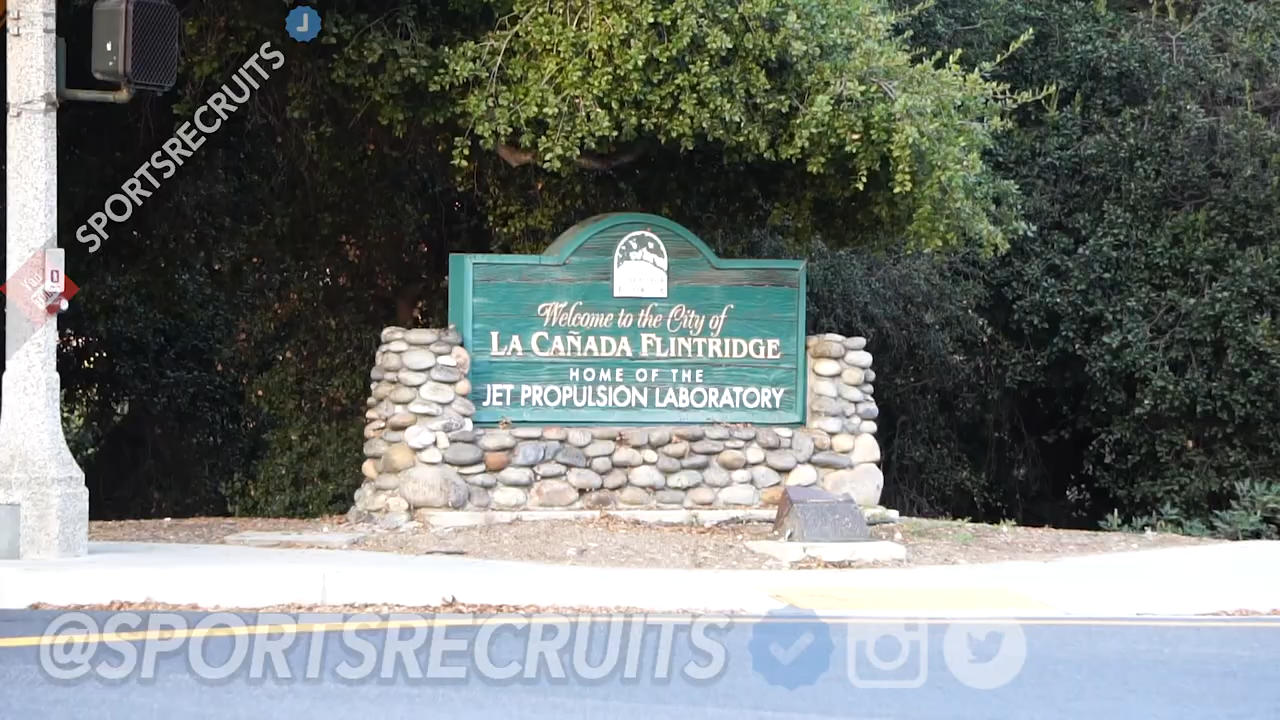 SPORTSRECRUITS
Welcome to the City of
LA CAÑADA FLINTRIDGE
HOME OF THE
JET PROPULSION LABORATORY
@SPORTSRECRUITS